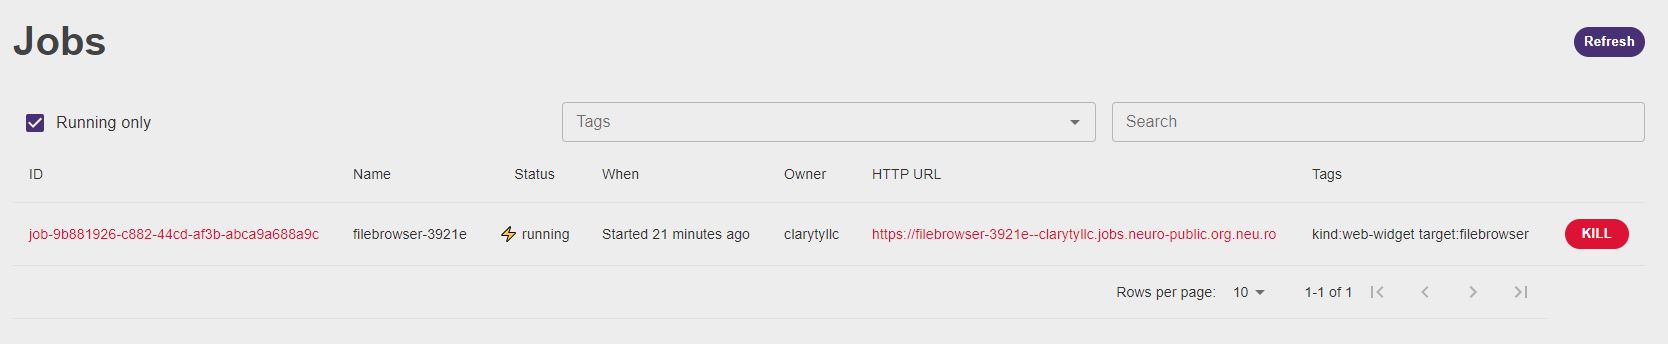 Jobs
Refresh
Running only
Tags
Search
ID Name Status When Owner HTTP URL Tags
job-9b881926-c882-44cd-af3b-abca9a688a9c filebrowser-3921e running Started 21 minutes ago clarytyllc https://filebrowser-3921e--clarytyllc.jobs.neuro-public.org.neu.ro kind:web-widget target:filebrowser KILL
Rows per page: 10 1-1 of 1